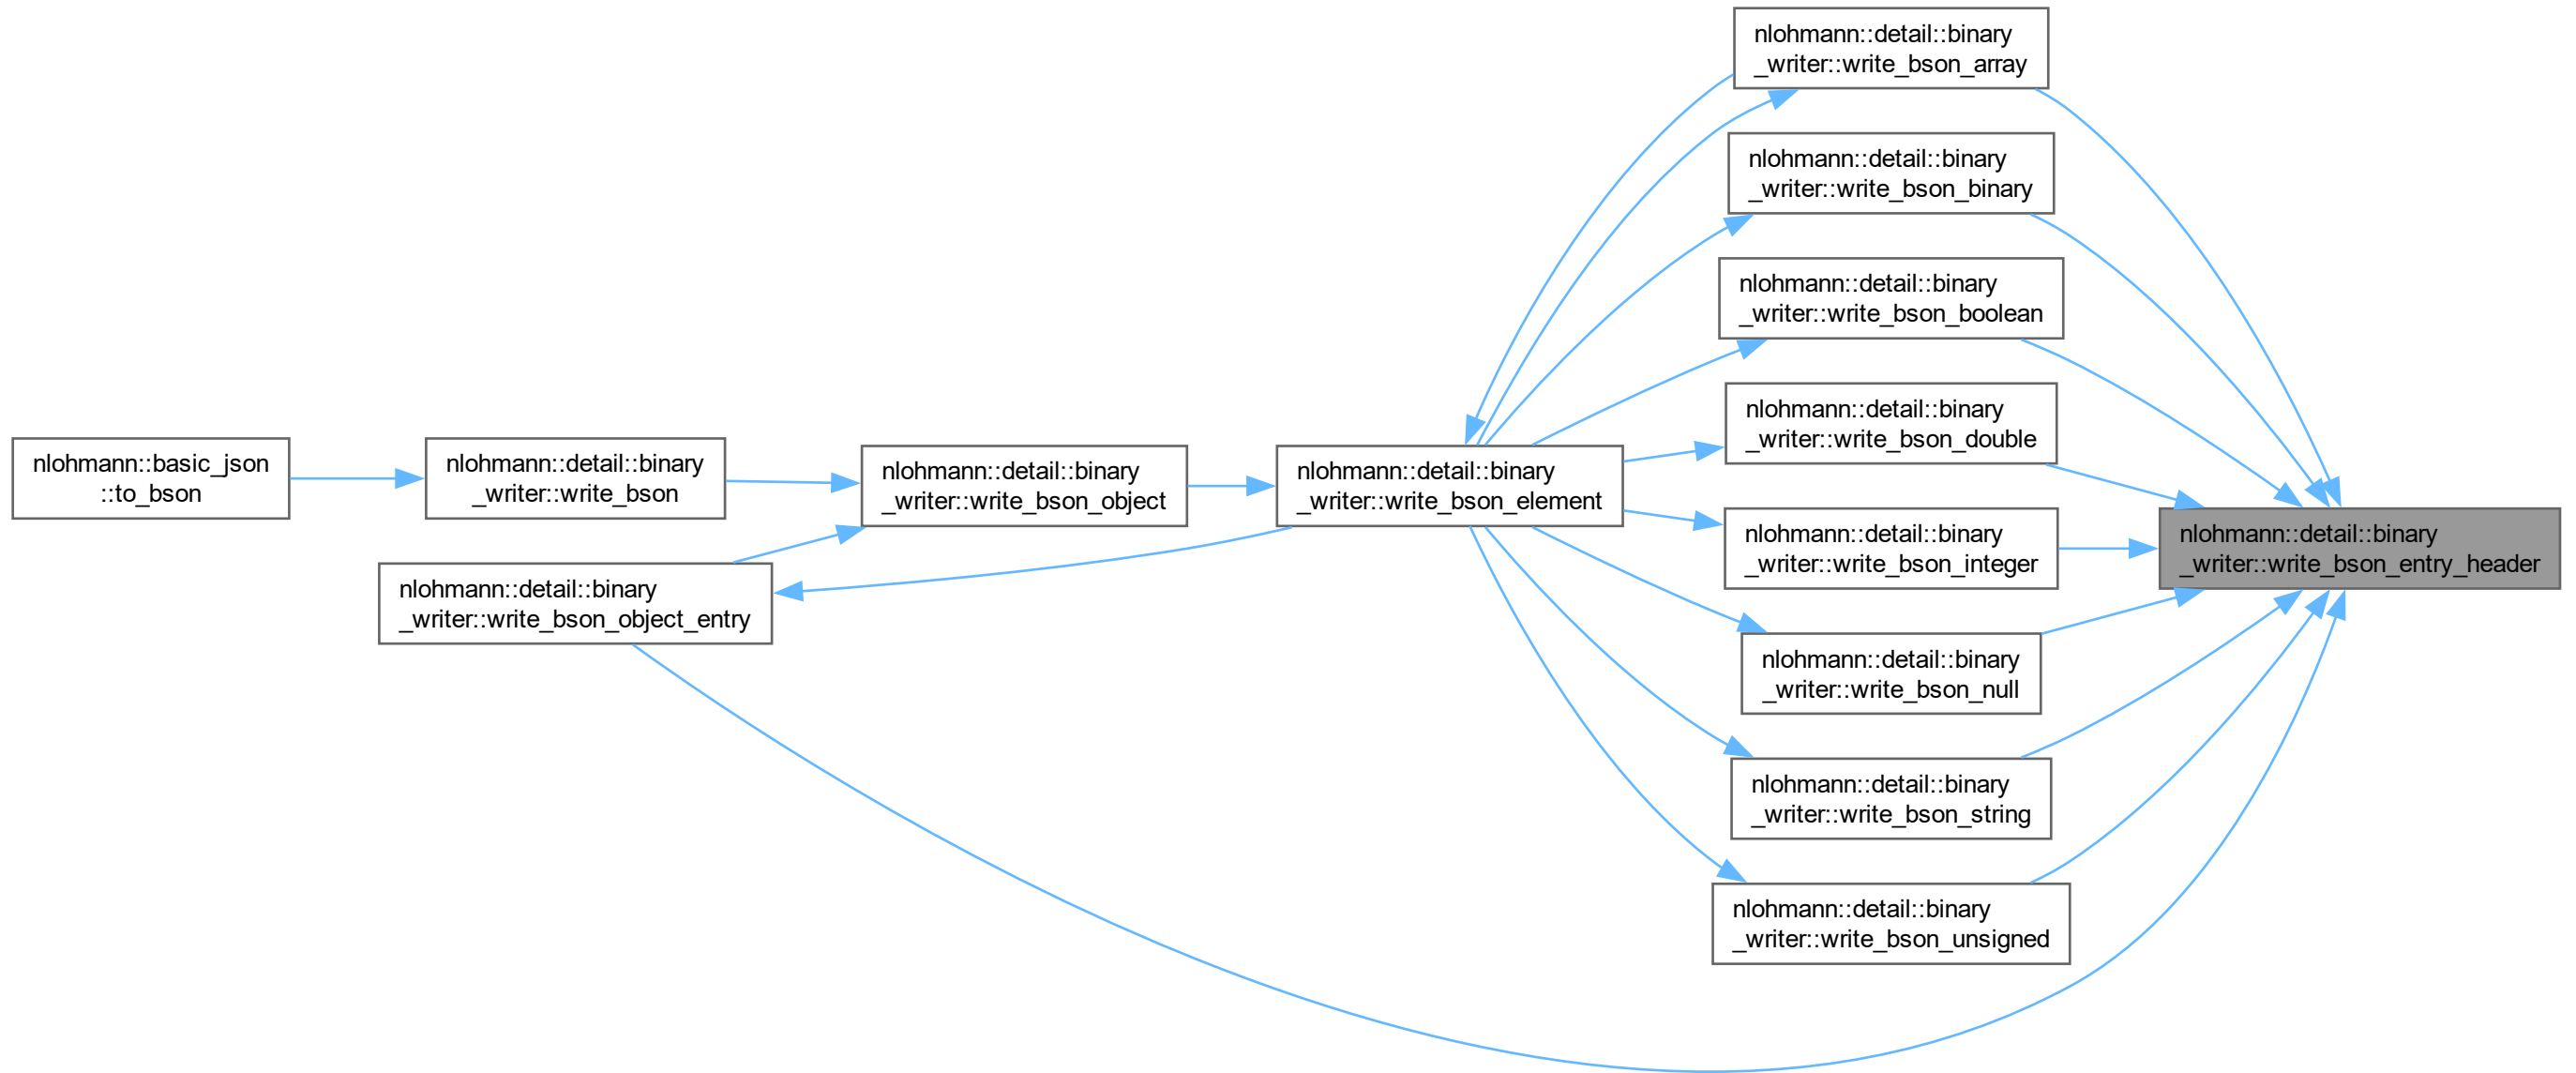 nlohmann::basic_json
::to_bson
nlohmann::detail::binary
_writer::write_bson
nlohmann::detail::binary
_writer::write_bson_object
nlohmann::detail::binary
_writer::write_bson_object_entry
nlohmann::detail::binary
_writer::write_bson_element
nlohmann::detail::binary
_writer::write_bson_array
nlohmann::detail::binary
_writer::write_bson_binary
nlohmann::detail::binary
_writer::write_bson_boolean
nlohmann::detail::binary
_writer::write_bson_double
nlohmann::detail::binary
_writer::write_bson_integer
nlohmann::detail::binary
_writer::write_bson_null
nlohmann::detail::binary
_writer::write_bson_string
nlohmann::detail::binary
_writer::write_bson_unsigned
nlohmann::detail::binary
_writer::write_bson_entry_header